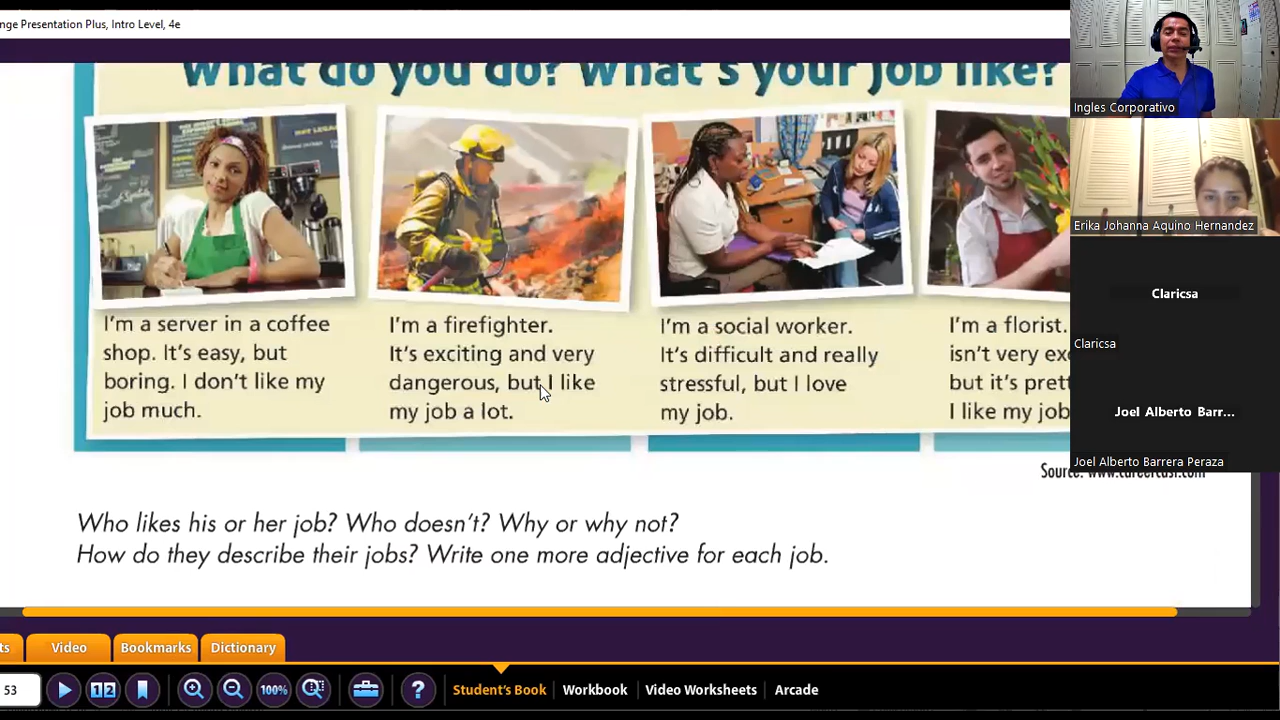 nge Presentation Plus, Intro Level, 4e
What do you do? What's your job like?
I'm a server in a coffee
shop. It's easy, but
boring. I don't like my
job much.
I'm a firefighter.
It's exciting and very
dangerous, but I like
my job a lot.
I'm a social worker.
It's difficult and really
stressful, but I love
my job.
I'm a florist.
isn't very ex
but it's prett
I like my job
Source:
Who likes his or her job? Who doesn't? Why or why not?
How do they describe their jobs? Write one more adjective for each job.
ts
Video
Bookmarks
Dictionary
53
12
100%
?
Student's Book
Workbook
Video Worksheets
Arcade
Ingles Corporativo
Erika Johanna Aquino Hernandez
Claricsa
Claricsa
Joel Alberto Barr...
Joel Alberto Barrera Peraza